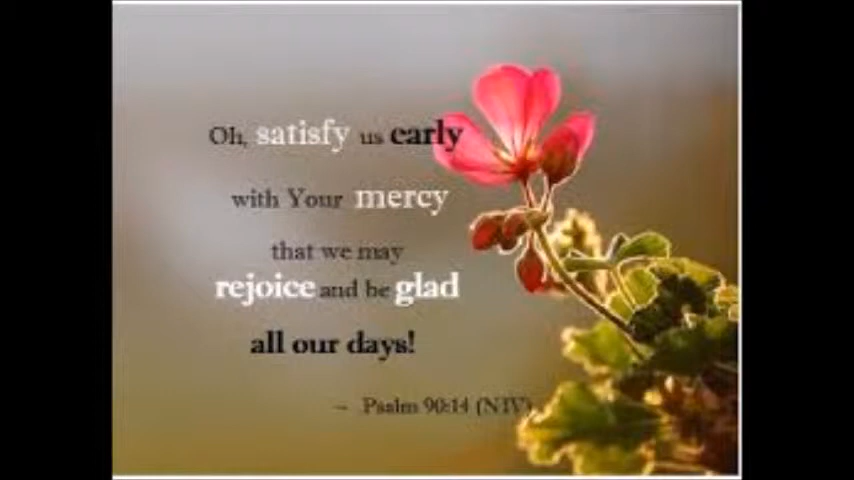 Oh, satisfy us early
with Your mercy
that we may
rejoice and be glad
all our days!
~ Psalm 90:14 (NIV)